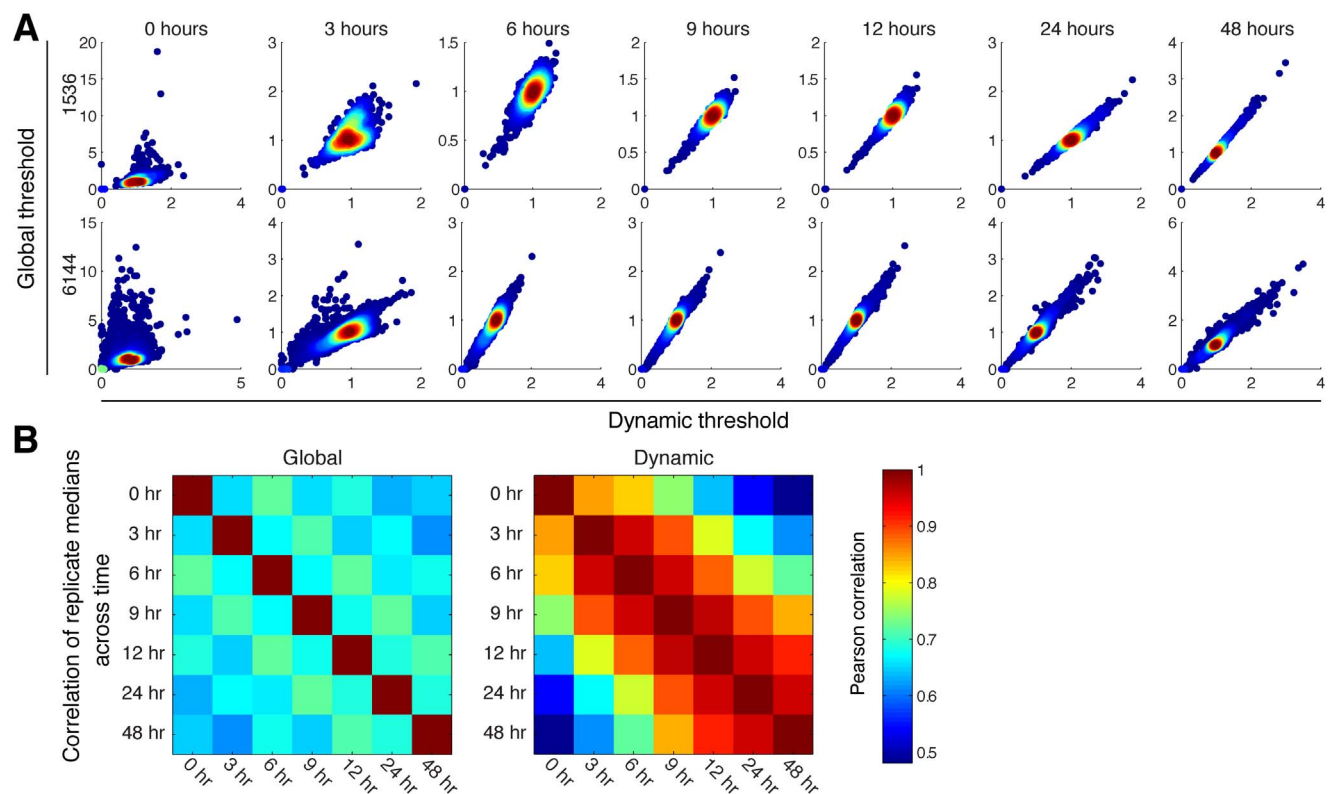 A
0 hours 3 hours 6 hours 9 hours 12 hours 24 hours 48 hours
Global threshold
1536
20 15 10 5 0
0 2 4
3 2 1 0
0 1 2
1.5 1 0.5 0
0 1 2
2 1.5 1 0.5 0
0 1 2
2 1.5 1 0.5 0
0 1 2
3 2 1 0
0 1 2
4 3 2 1 0
0 2 4
6144
15 10 5 0
0 5
4 3 2 1 0
0 1 2
3 2 1 0
0 2 4
3 2 1 0
0 2 4
3 2 1 0
0 2 4
4 3 2 1 0
0 2 4
6 4 2 0
0 2 4
Dynamic threshold
B
Correlation of replicate medians
across time
Global
0 hr
3 hr
6 hr
9 hr
12 hr
24 hr
48 hr
0 hr 3 hr 6 hr 9 hr 12 hr 24 hr 48 hr
Dynamic
0 hr
3 hr
6 hr
9 hr
12 hr
24 hr
48 hr
0 hr 3 hr 6 hr 9 hr 12 hr 24 hr 48 hr
Pearson correlation
1
0.9
0.8
0.7
0.6
0.5